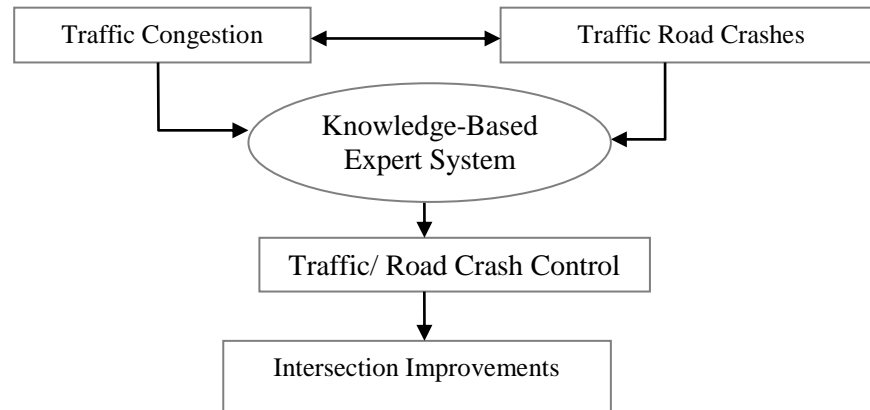 Traffic Congestion
Traffic Road Crashes
Knowledge-Based
Expert System
Traffic/ Road Crash Control
Intersection Improvements